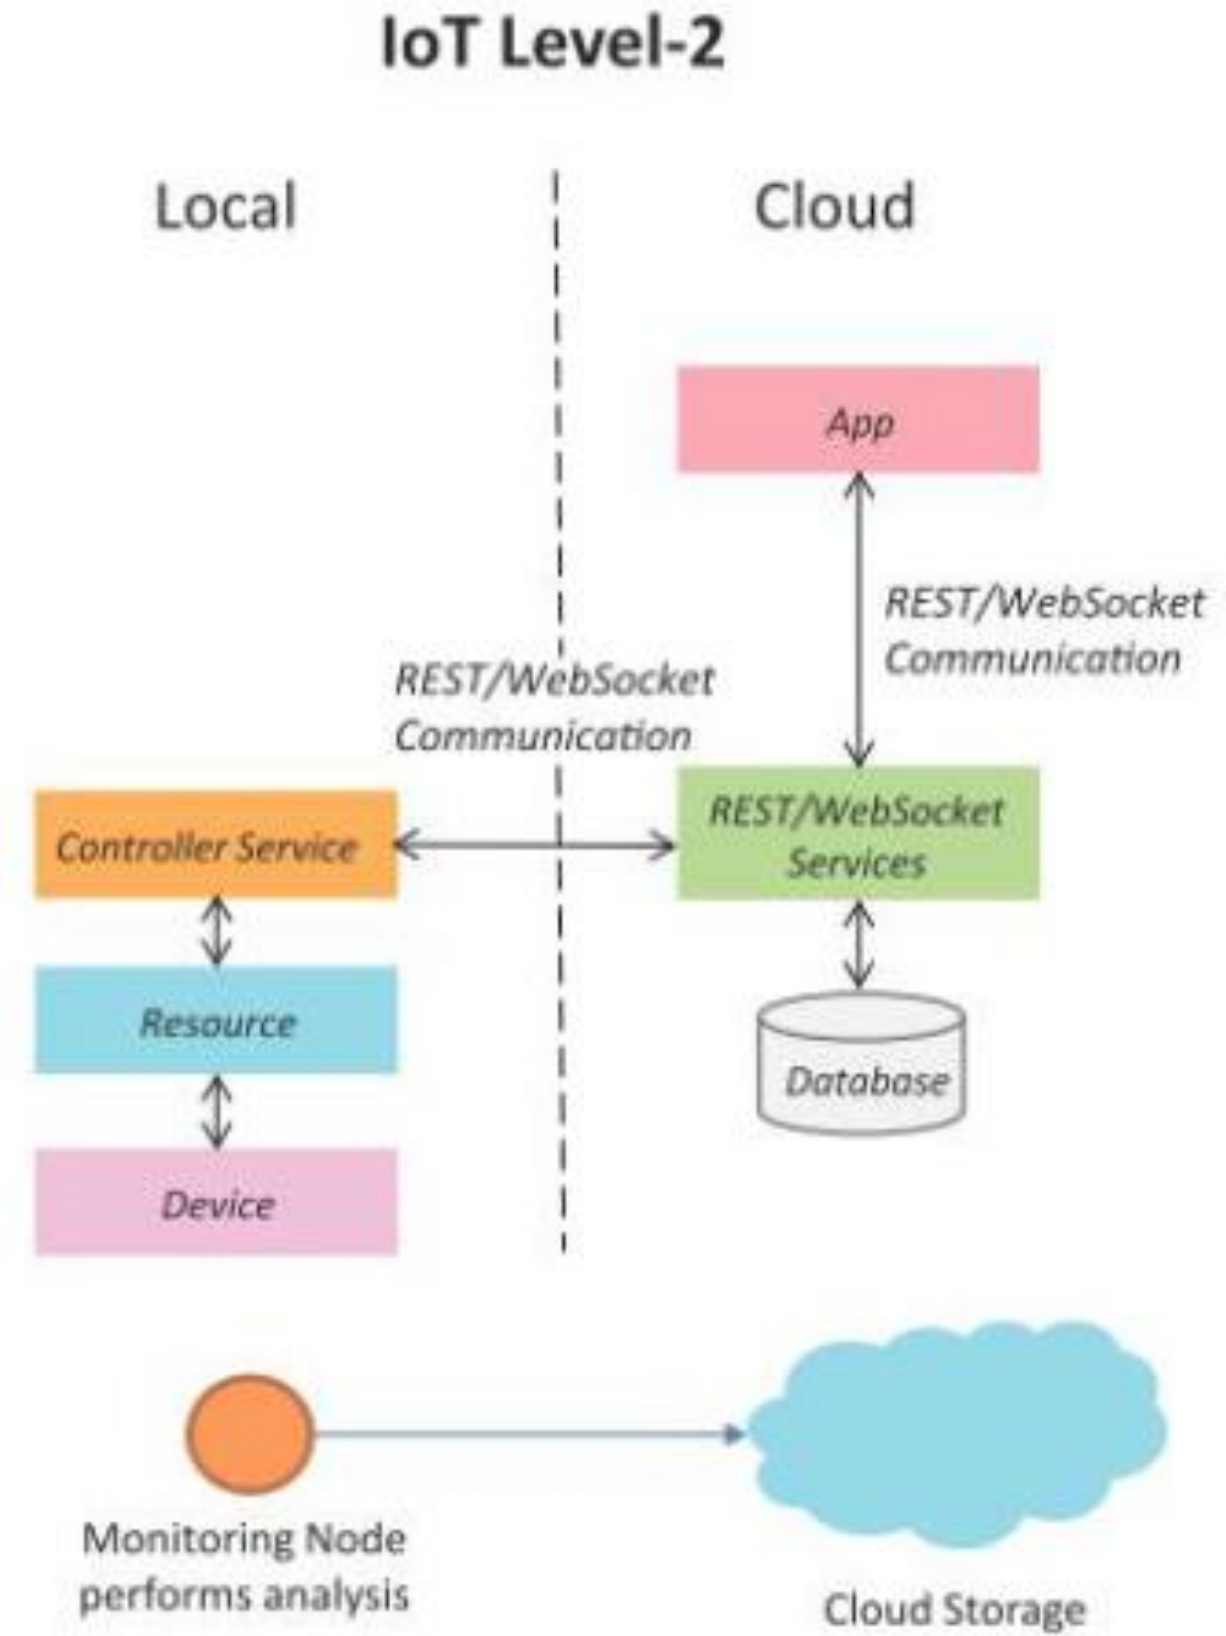 IoT Level-2
Local
Cloud
App
REST/WebSocket
Communication
REST/WebSocket
Communication
Controller Service
REST/WebSocket
Services
Resource
Database
Device
Monitoring Node
performs analysis
Cloud Storage